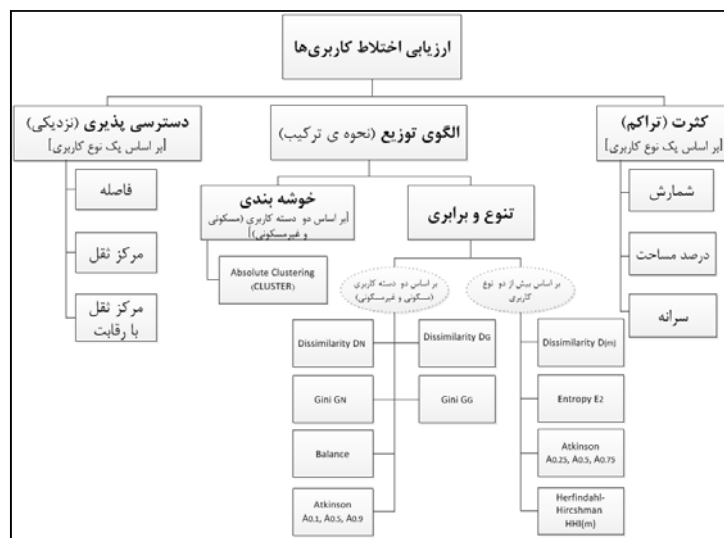 ارزیابی اختلاط کاربری‌ها
کثرت (تراکم)
[بر اساس یک نوع کاربری]
شمارش
درصد مساحت
سرانه
الگوی توزیع (نحوه ی ترکیب)
تنوع و برابری
بر اساس بیش از دو نوع
کاربری
Dissimilarity D(m)
Entropy E2
Atkinson
A0.25, A0.5, A0.75
Herfindahl-
Hircshman
HHI(m)
بر اساس دو دسته کاربری
(مسکونی و غیرمسکونی)
Dissimilarity DN
Dissimilarity DG
Gini GN
Gini GG
Balance
Atkinson
A0.1, A0.5, A0.9
خوشه بندی
[بر اساس دو دسته کاربری (مسکونی
و غیرمسکونی)]
Absolute Clustering
(CLUSTER)
دسترسی پذیری (نزدیکی)
[بر اساس یک نوع کاربری]
فاصله
مرکز ثقل
مرکز ثقل
با رقابت